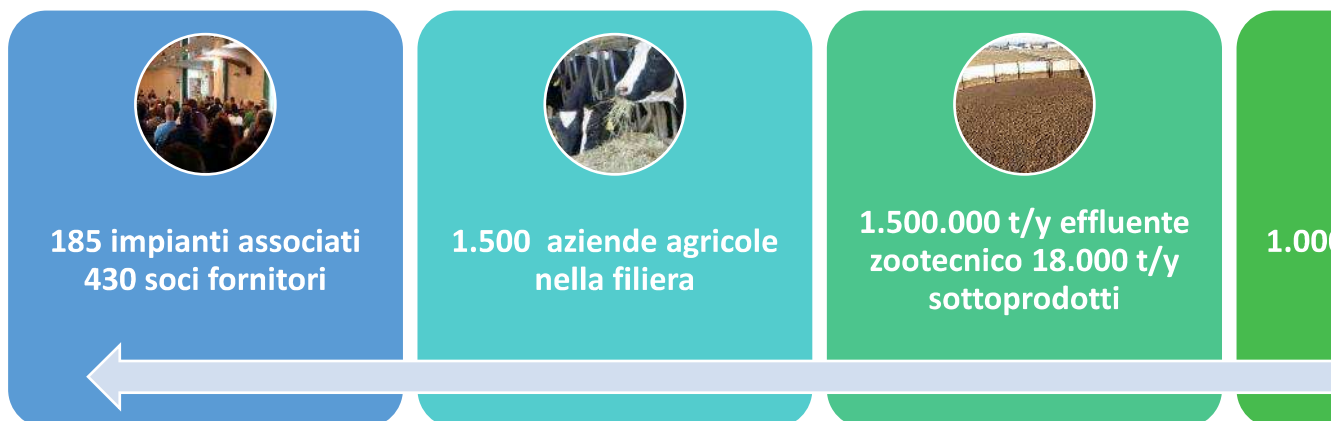 185 impianti associati
430 soci fornitori
1.500 aziende agricole
nella filiera
1.500.000 t/y effluente
zootecnico 18.000 t/y
sottoprodotti